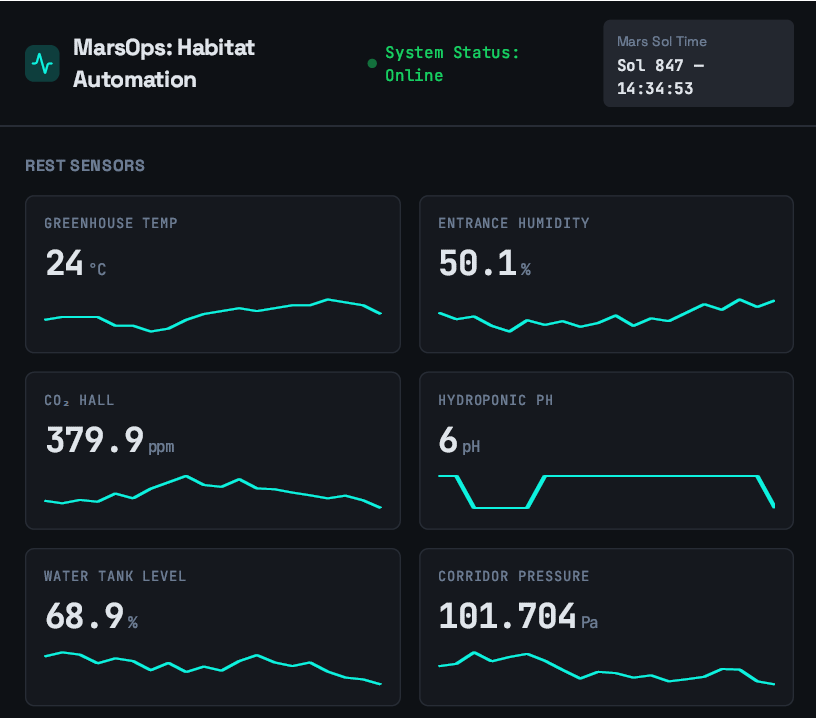 MarsOps: Habitat
Automation
System Status:
Online
Mars Sol Time
Sol 847 —
14:34:53
REST SENSORS
GREENHOUSE TEMP
24 °C
ENTRANCE HUMIDITY
50.1 %
CO₂ HALL
379.9 ppm
HYDROPONIC PH
6 pH
WATER TANK LEVEL
68.9 %
CORRIDOR PRESSURE
101.704 Pa